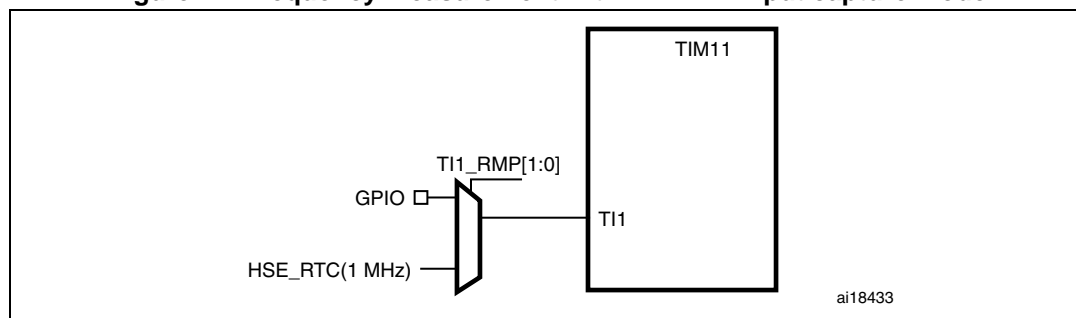 TIM11
TI1_RMP[1:0]
GPIO
TI1
HSE_RTC(1 MHz)
ai18433